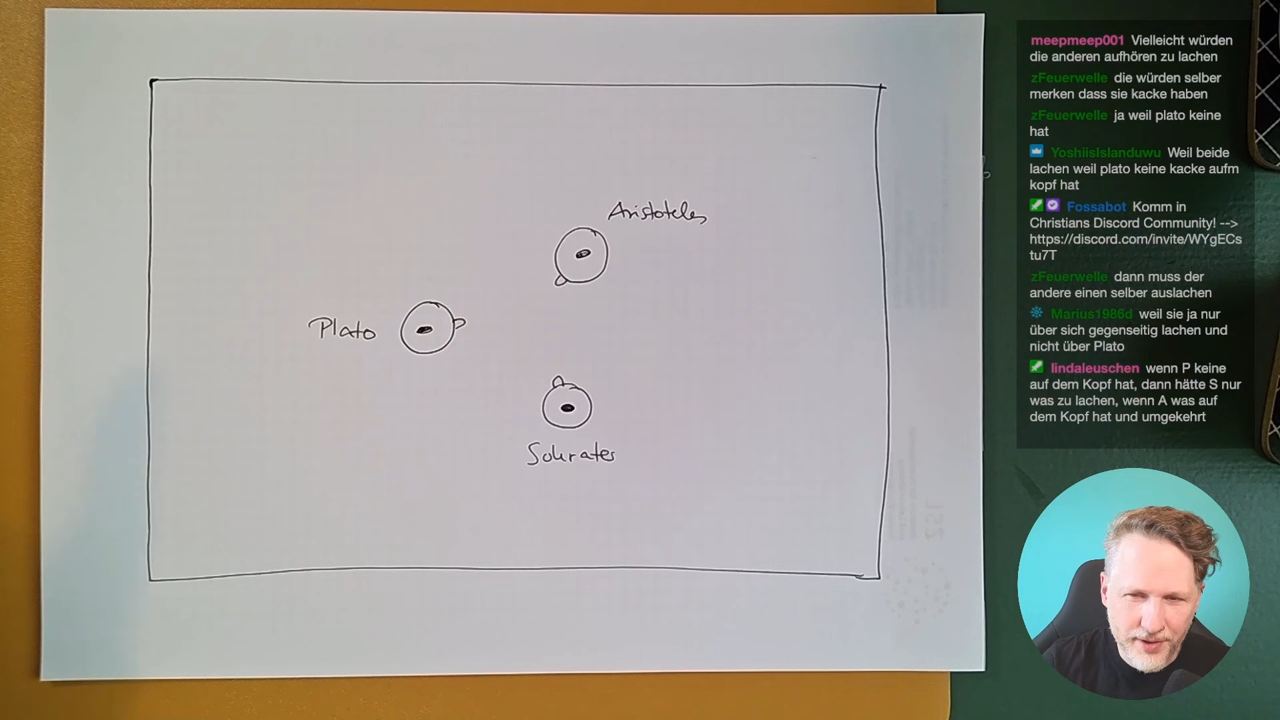 Aristoteles
Plato
Sokrates
meepmeep001 Vielleicht würden
die anderen aufhören zu lachen
zFeuerwelle die würden selber
merken dass sie kacke haben
zFeuerwelle ja weil plato keine
hat
YoshiisIslanduwu Weil beide
lachen weil plato keine kacke aufm
kopf hat
Fossabot Komm in
Christians Discord Community! -->
https://discord.com/invite/WYgECs
tu7T
zFeuerwelle dann muss der
andere einen selber auslachen
Marius1986d weil sie ja nur
über sich gegenseitig lachen und
nicht über Plato
lindaleuschen wenn P keine
auf dem Kopf hat, dann hätte S nur
was zu lachen, wenn A was auf
dem Kopf hat und umgekehrt